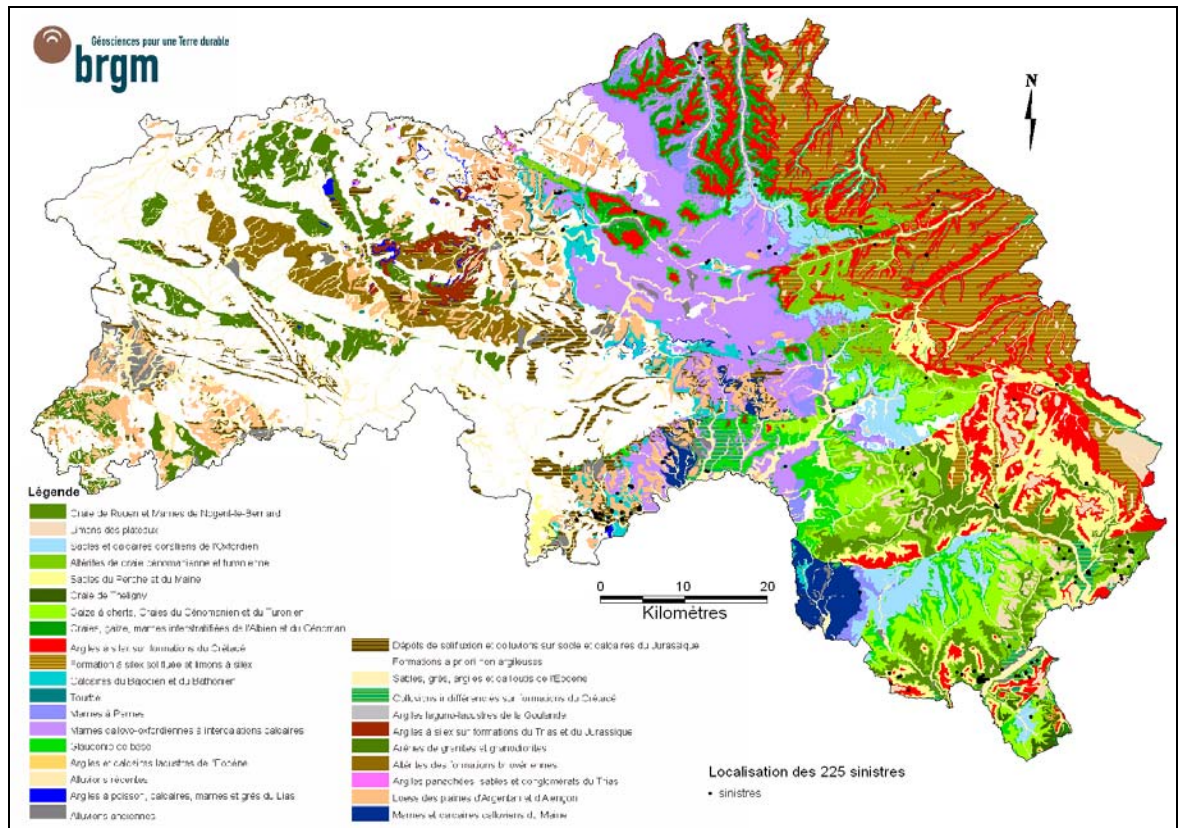 Géosciences pour une Terre durable
brgm
N
Légende
Craie de Rouen et Marnes de Nogent-le-Bernard
Limons des plateaux
Sables et calcaires coralliens de l'Oxfordien
Altérites de craie cénomanienne et turonienne
Sables du Perche et du Maine
Craie de Théligny
Gaize à cherts, Craies du Cénomanien et du Turonien
Craies, gaize, marnes interstratifiées de l'Albien et du Cénoman
Argiles à silex sur formations du Crétacé
Formation à silex solifluée et limons à silex
Calcaires du Bajocien et du Bathonien
Tourbe
Marnes à Pernes
Marnes callovo-oxfordiennes à intercalations calcaires
Glauconie de base
Argiles et calcaires lacustres de l'Eocène
Alluvions récentes
Argiles à poisson, calcaires, marnes et grès du Lias
Alluvions anciennes
Dépôts de solifluxion et colluvions sur socle et calcaires du Jurassique
Formations a priori non argileuses
Sables, grès, argiles et cailloutis de l'Eocène
Colluvions indifférenciées sur formations du Crétacé
Argiles laguno-lacustres de la Goulande
Argiles à silex sur formations du Trias et du Jurassique
Arènes de granites et granodiorites
Altérites des formations briovériennes
Argiles panachées, sables et conglomérats du Trias
Loess des plaines d'Argentan et d'Alençon
Marnes et calcaires calloviens du Maine
0 10 20
Kilomètres
Localisation des 225 sinistres
sinistres